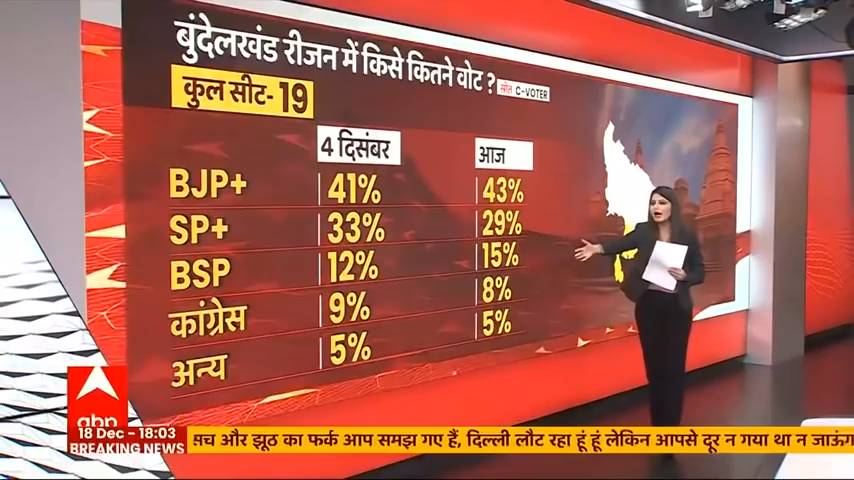 बुंदेलखंड रीजन में किसे कितने वोट ?
स्रोत C-VOTER
कुल सीट- 19
4 दिसंबर आज
BJP+ 41% 43%
SP+ 33% 29%
BSP 12% 15%
कांग्रेस 9% 8%
अन्य 5% 5%
abp
18 Dec - 18:03
BREAKING NEWS
सच और झूठ का फर्क आप समझ गए हैं, दिल्ली लौट रहा हूं हूं लेकिन आपसे दूर न गया था न जाऊंग